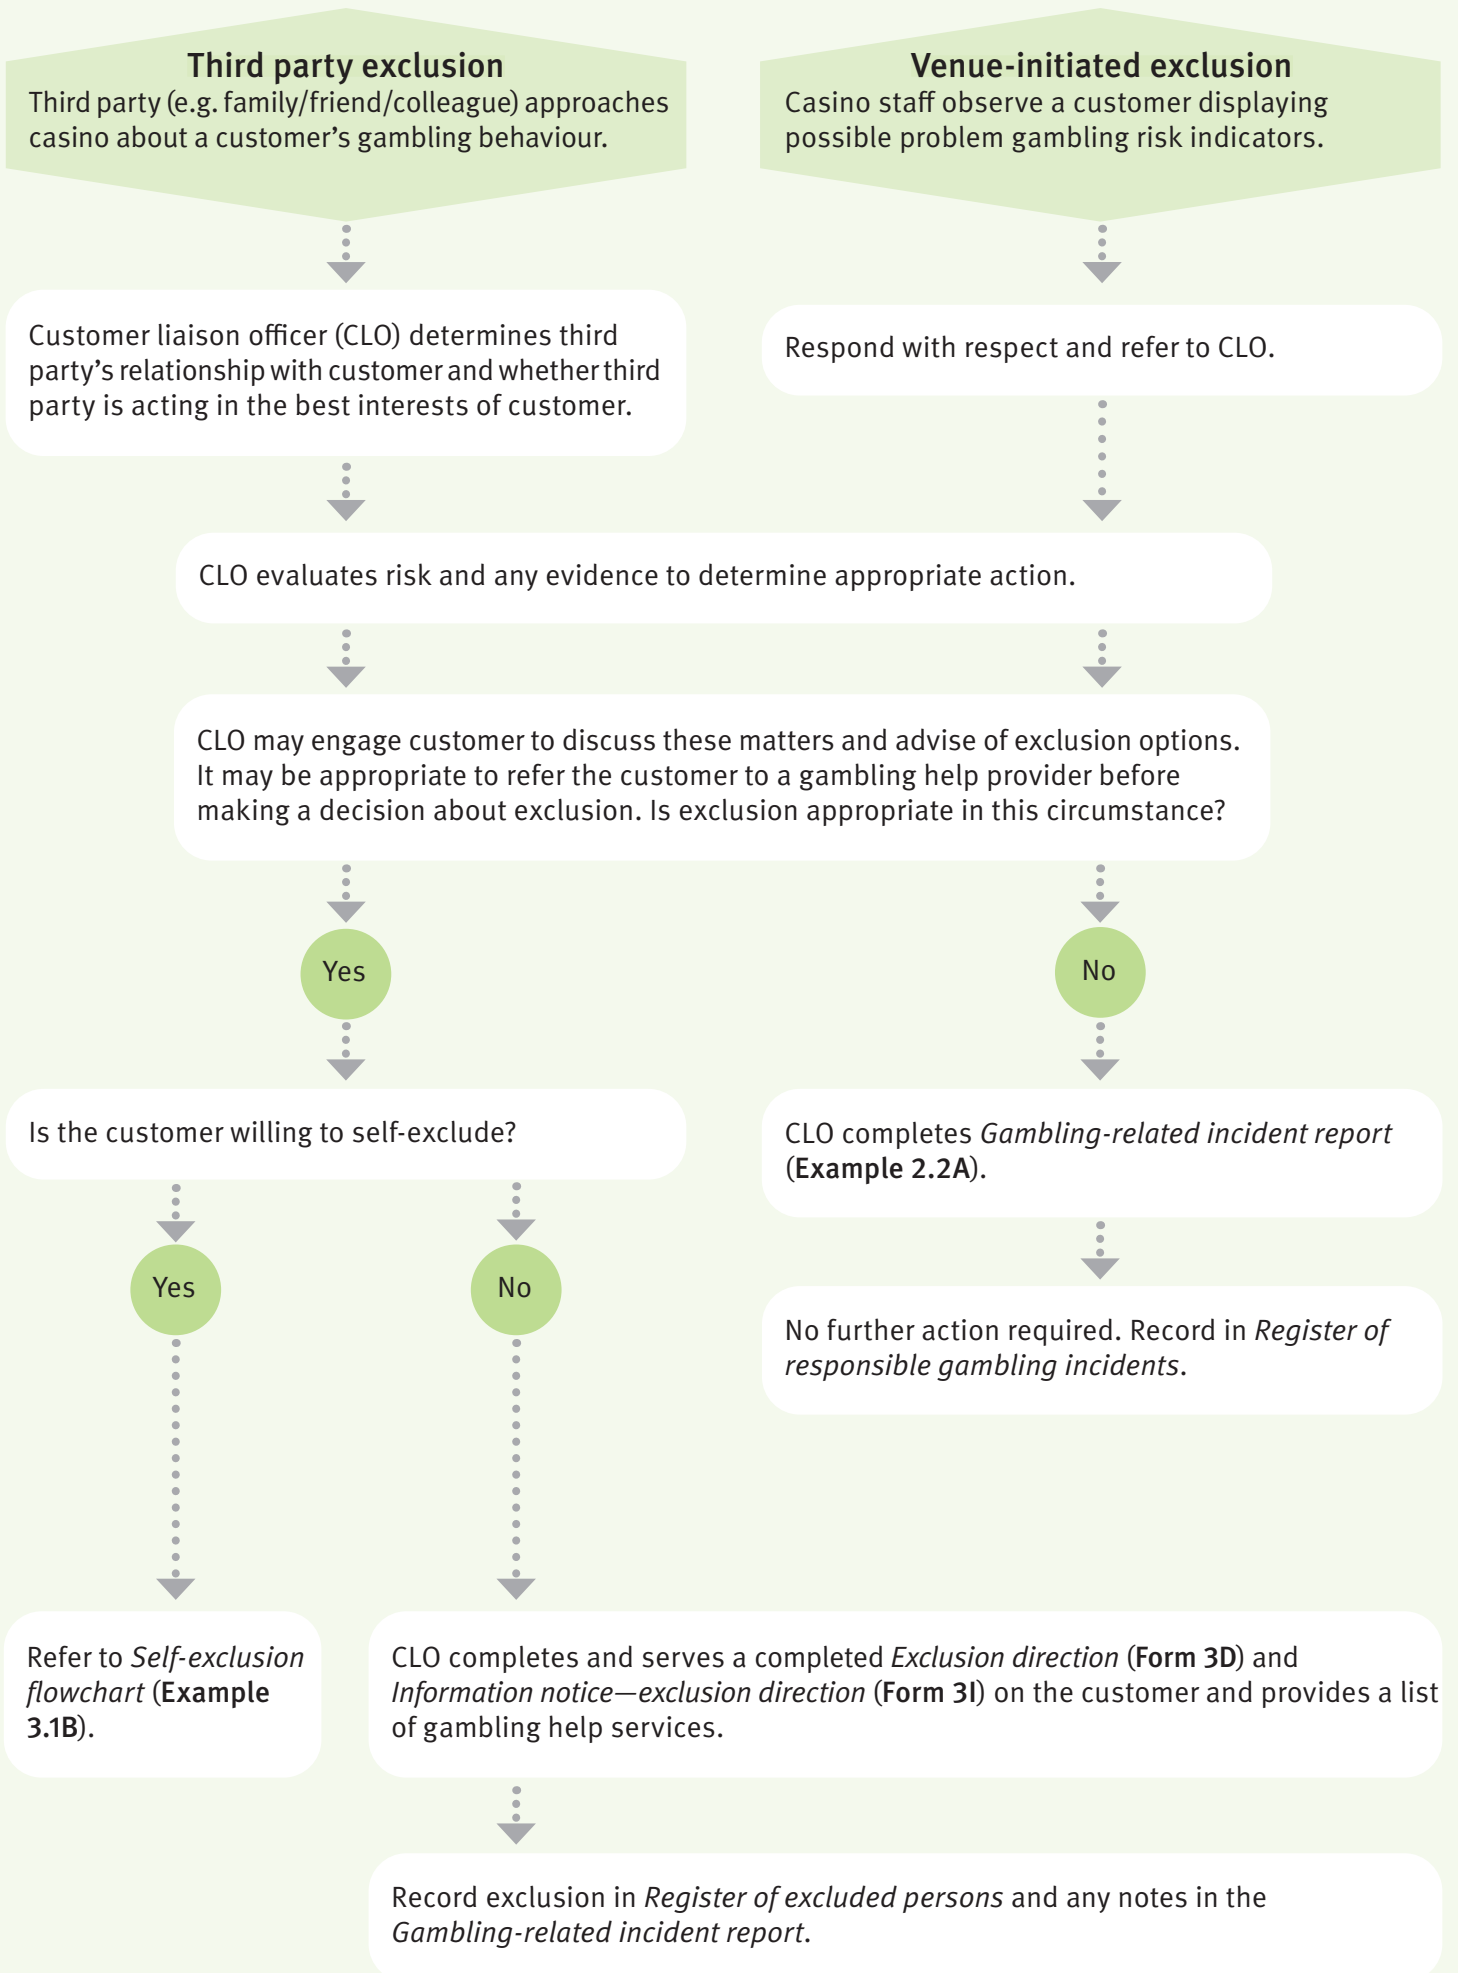 Third party exclusion
Third party (e.g. family/friend/colleague) approaches
casino about a customer's gambling behaviour.
Venue-initiated exclusion
Casino staff observe a customer displaying
possible problem gambling risk indicators.
Customer liaison officer (CLO) determines third
party's relationship with customer and whether third
party is acting in the best interests of customer.
Respond with respect and refer to CLO.
CLO evaluates risk and any evidence to determine appropriate action.
CLO may engage customer to discuss these matters and advise of exclusion options.
It may be appropriate to refer the customer to a gambling help provider before
making a decision about exclusion. Is exclusion appropriate in this circumstance?
Yes
No
Is the customer willing to self-exclude?
CLO completes Gambling-related incident report
(Example 2.2A).
Yes
No
No further action required. Record in Register of
responsible gambling incidents.
Refer to Self-exclusion
flowchart (Example
3.1B).
CLO completes and serves a completed Exclusion direction (Form 3D) and
Information notice—exclusion direction (Form 3I) on the customer and provides a list
of gambling help services.
Record exclusion in Register of excluded persons and any notes in the
Gambling-related incident report.